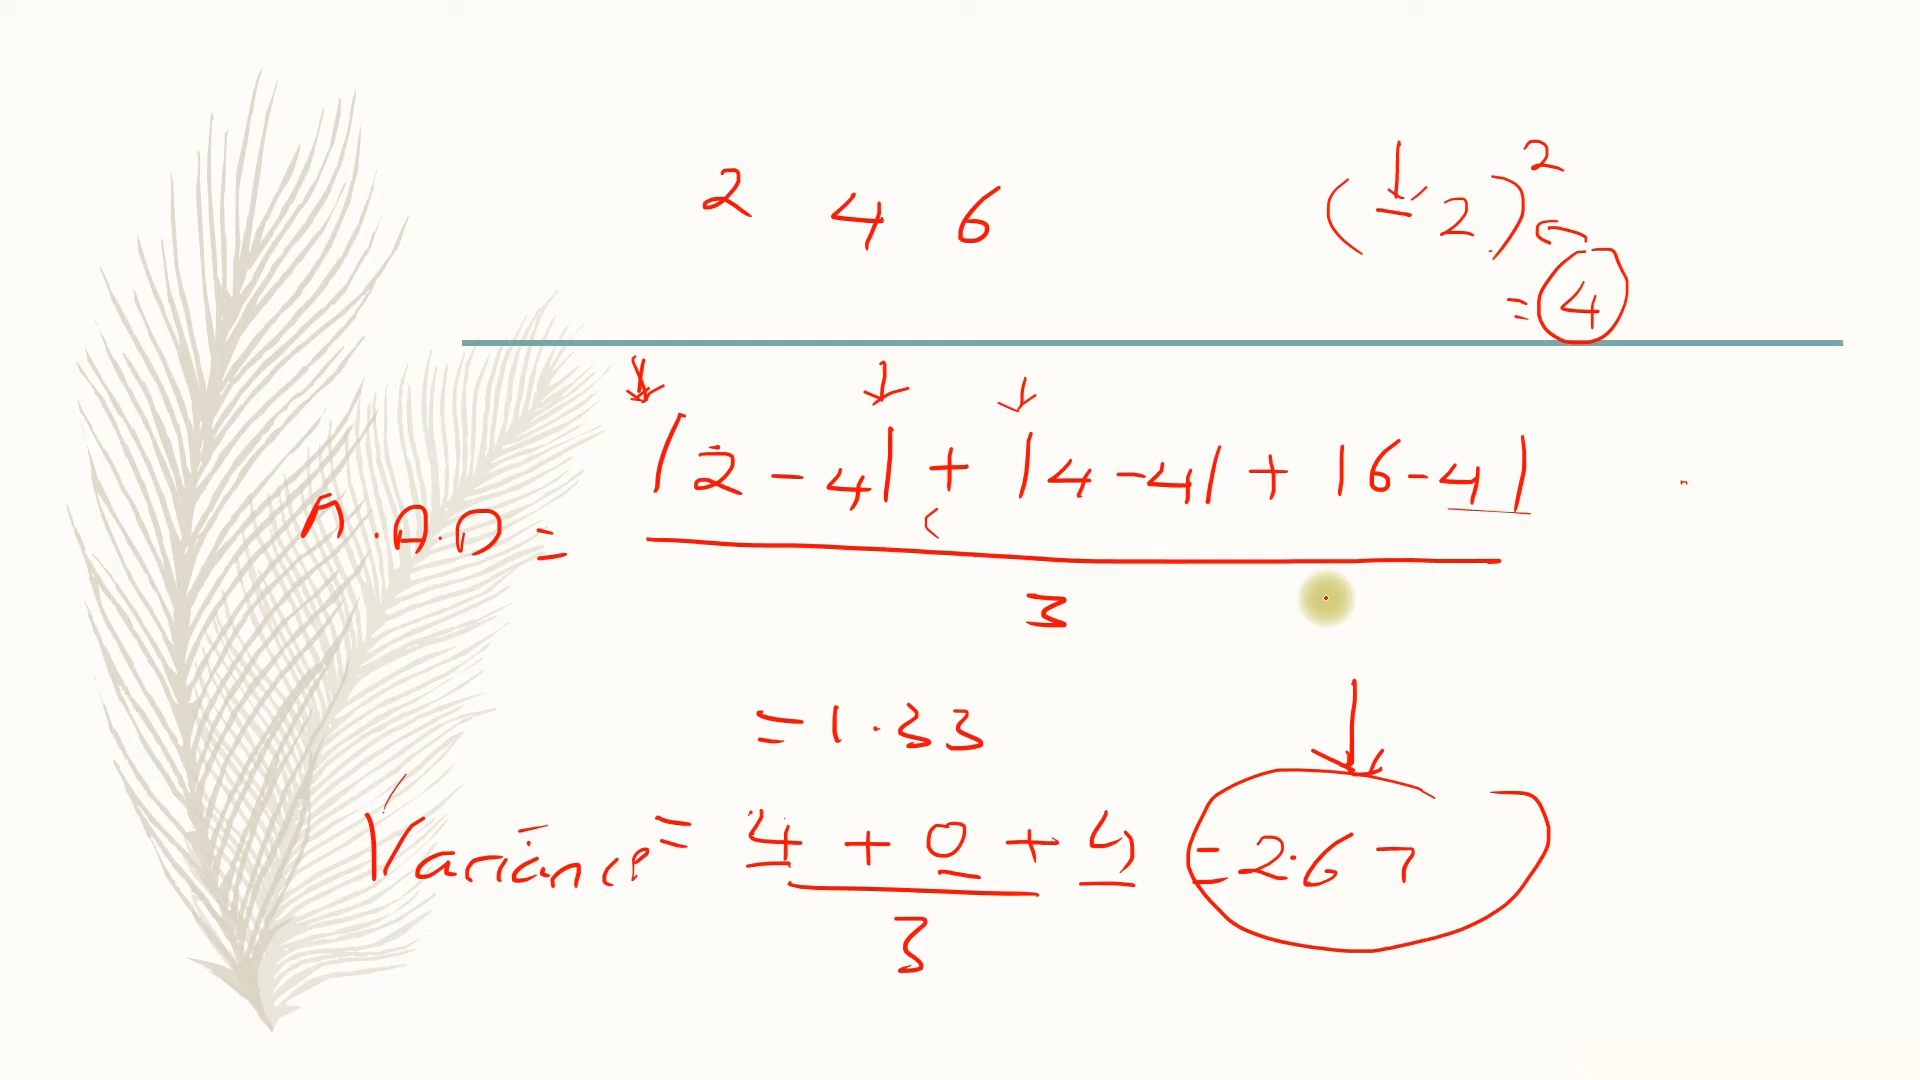 2 4 6
(-2)²
= 4
|2-4| + |4-4| + |6-4|
M.A.D =
3
=1.33
Variance = 4 + 0 + 4 =2.67
3